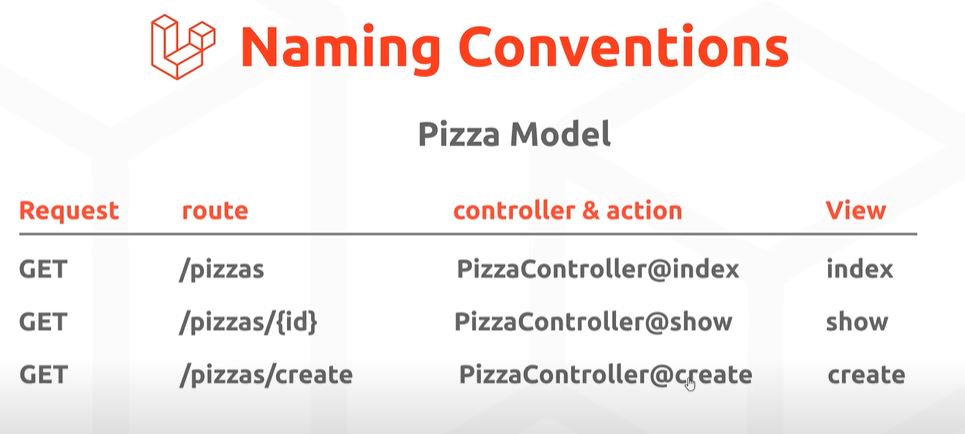 Naming Conventions
Pizza Model
Request route controller & action View
GET /pizzas PizzaController@index index
GET /pizzas/{id} PizzaController@show show
GET /pizzas/create PizzaController@create create